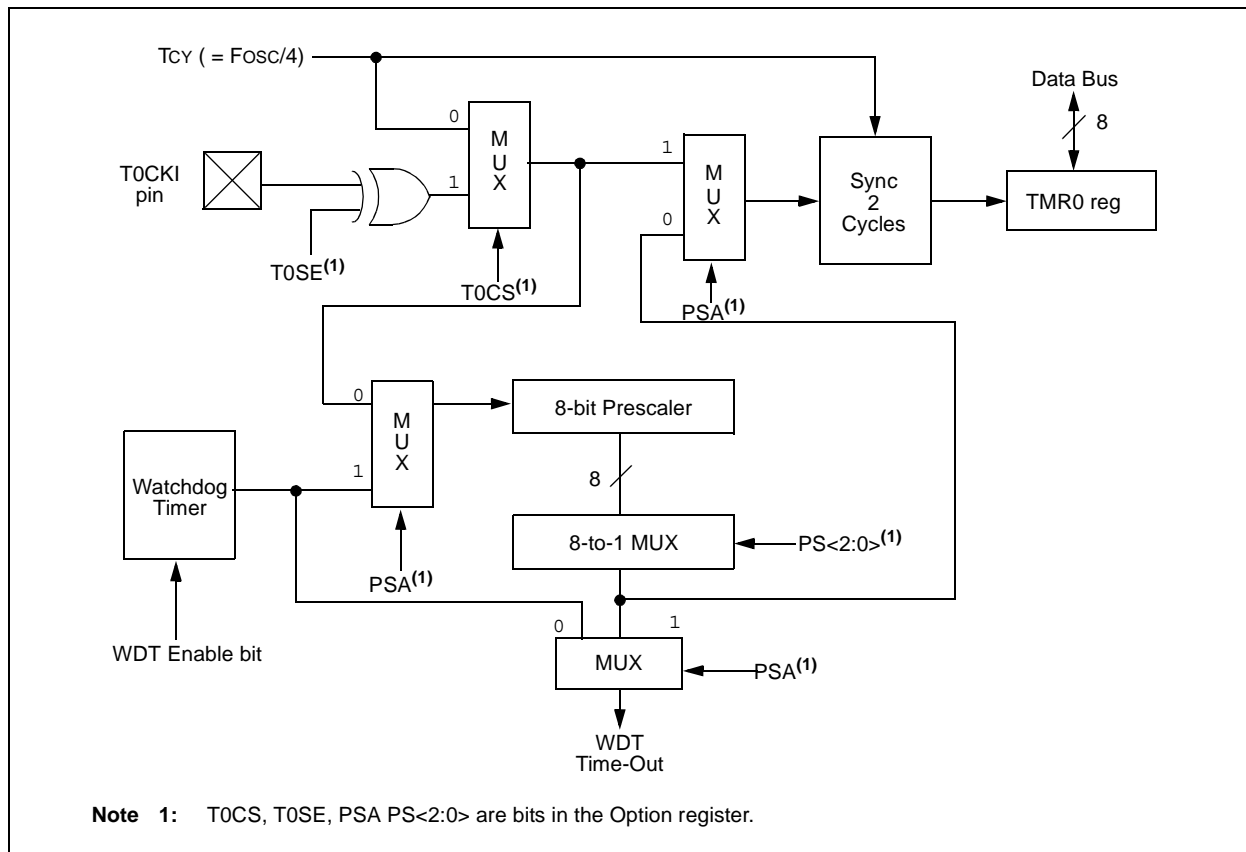 TCY ( = FOSC/4)
Data Bus
8
0
MUX
1
T0CKI
pin
T0SE(1)
T0CS(1)
1
MUX
0
PSA(1)
Sync
2
Cycles
TMR0 reg
0
MUX
1
PSA(1)
8-bit Prescaler
8
Watchdog
Timer
8-to-1 MUX
PS<2:0>(1)
WDT Enable bit
0
1
MUX
PSA(1)
WDT
Time-Out
Note 1: T0CS, T0SE, PSA PS<2:0> are bits in the Option register.